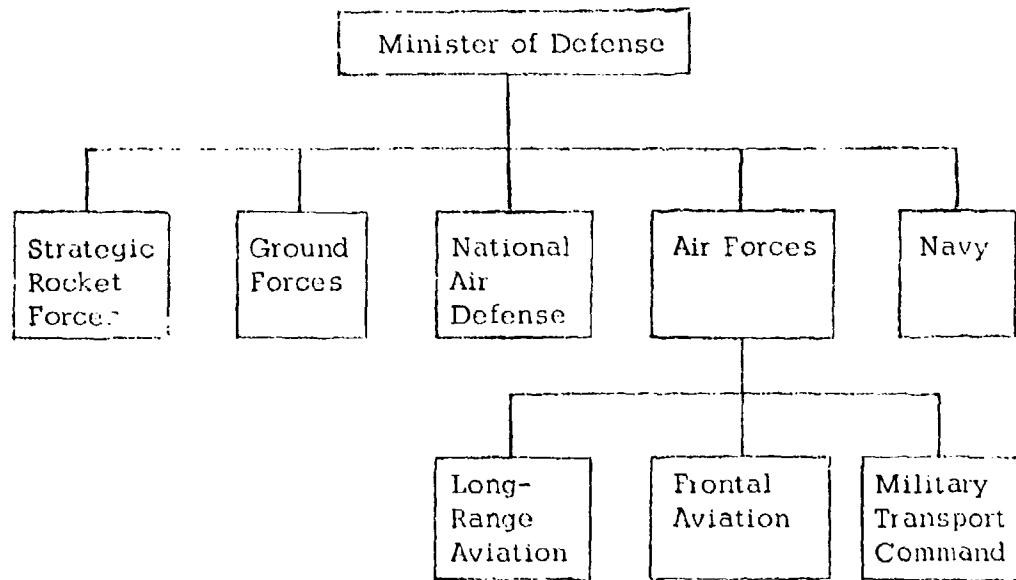 Minister of Defense
Strategic
Rocket
Forces
Ground
Forces
National
Air
Defense
Air Forces
Navy
Long-
Range
Aviation
Frontal
Aviation
Military
Transport
Command